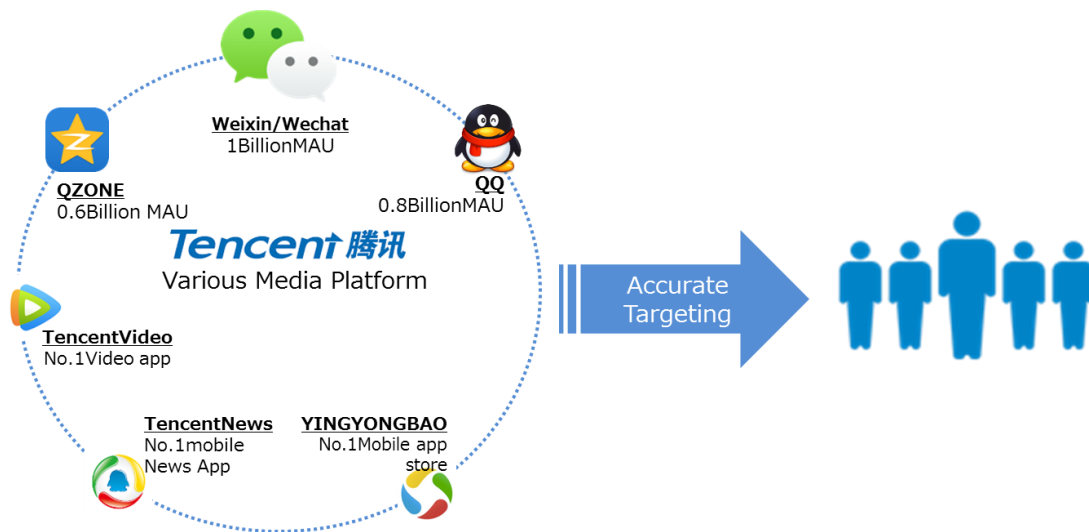 Weixin/Wechat
1BillionMAU
QZONE
0.6Billion MAU
QQ
0.8BillionMAU
Tencent 腾讯
Various Media Platform
Accurate
Targeting
TencentVideo
No.1Video app
TencentNews
No.1mobile
News App
YINGYONGBAO
No.1Mobile app
store